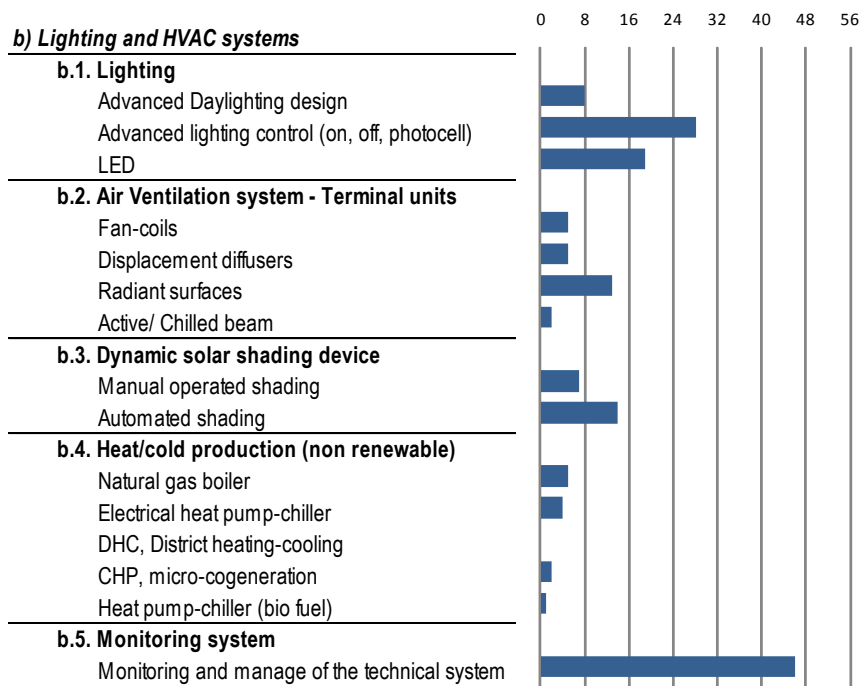 0 8 16 24 32 40 48 56
b) Lighting and HVAC systems
b.1. Lighting
Advanced Daylighting design
Advanced lighting control (on, off, photocell)
LED
b.2. Air Ventilation system - Terminal units
Fan-coils
Displacement diffusers
Radiant surfaces
Active/ Chilled beam
b.3. Dynamic solar shading device
Manual operated shading
Automated shading
b.4. Heat/cold production (non renewable)
Natural gas boiler
Electrical heat pump-chiller
DHC, District heating-cooling
CHP, micro-cogeneration
Heat pump-chiller (bio fuel)
b.5. Monitoring system
Monitoring and manage of the technical system